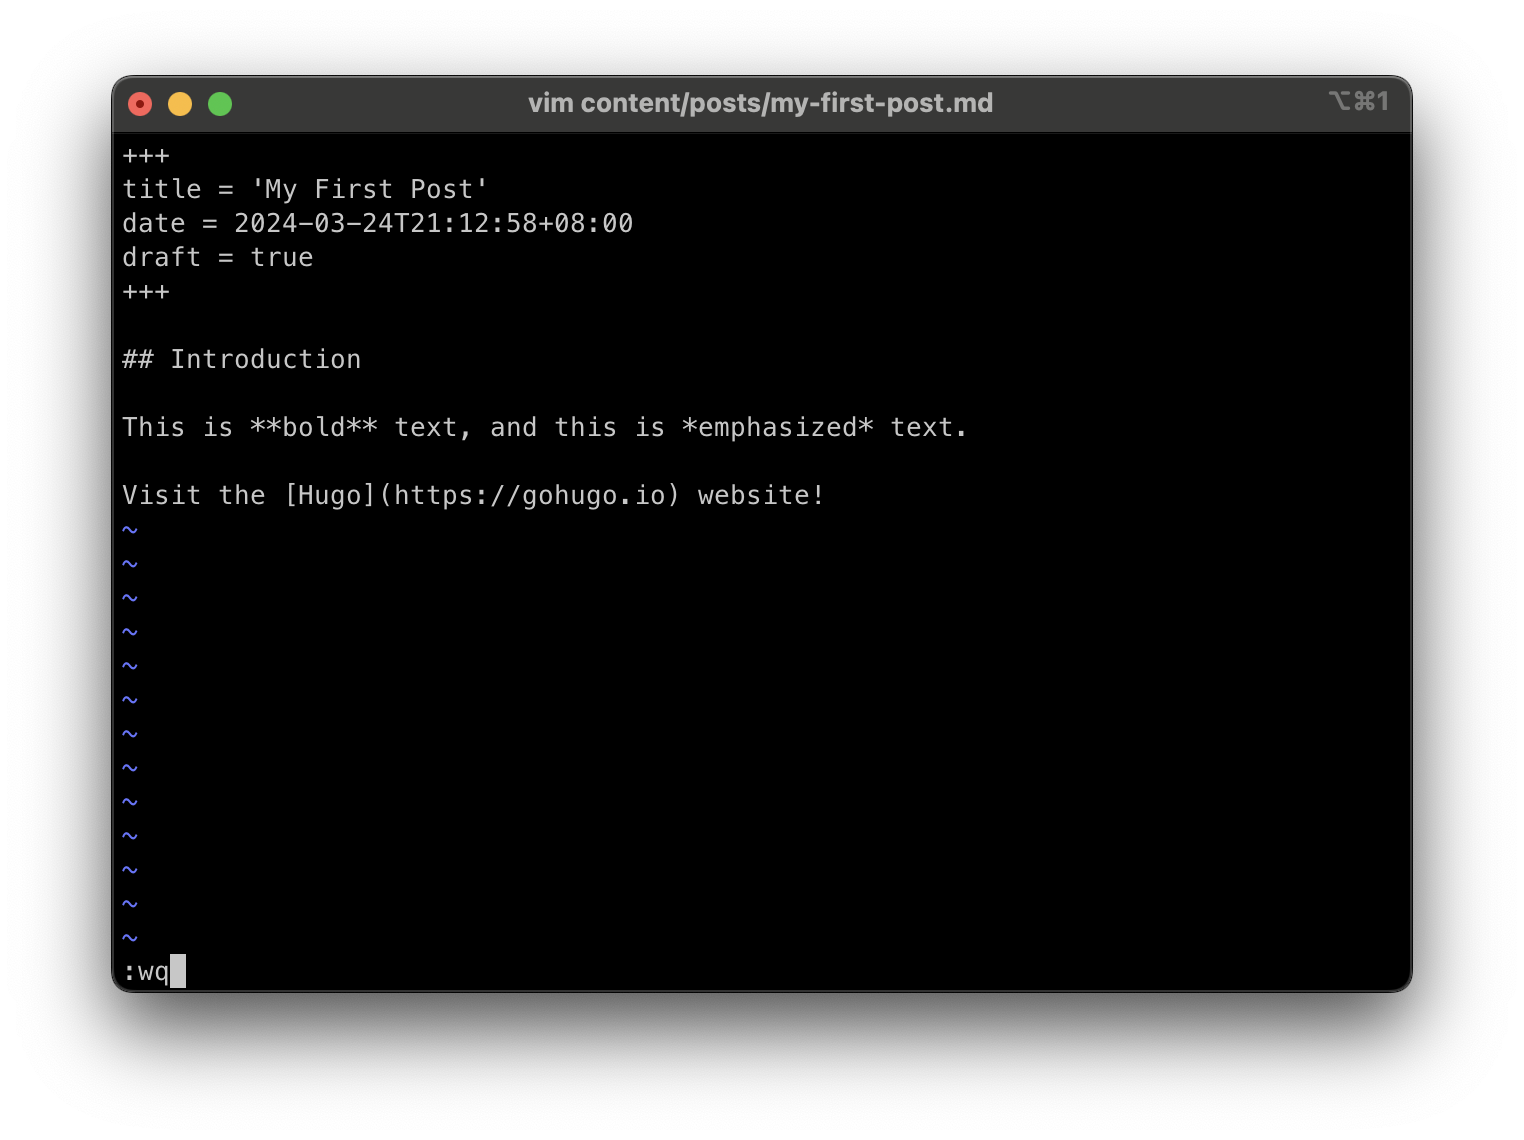 vim content/posts/my-first-post.md ⌥⌘1
+++
title = 'My First Post'
date = 2024-03-24T21:12:58+08:00
draft = true
+++
## Introduction
This is **bold** text, and this is *emphasized* text.
Visit the [Hugo](https://gohugo.io) website!
~
~
~
~
~
~
~
~
~
~
~
~
~
:wq